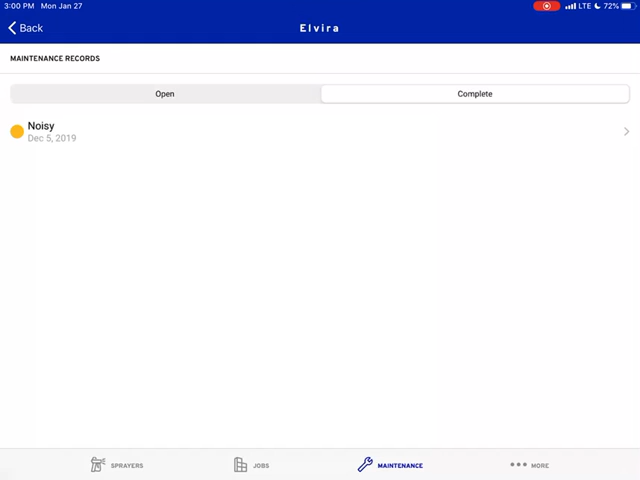 3:00 PM Mon Jan 27
LTE 72%
Back
Elvira
MAINTENANCE RECORDS
Open
Complete
Noisy
Dec 5, 2019
SPRAYERS
JOBS
MAINTENANCE
MORE